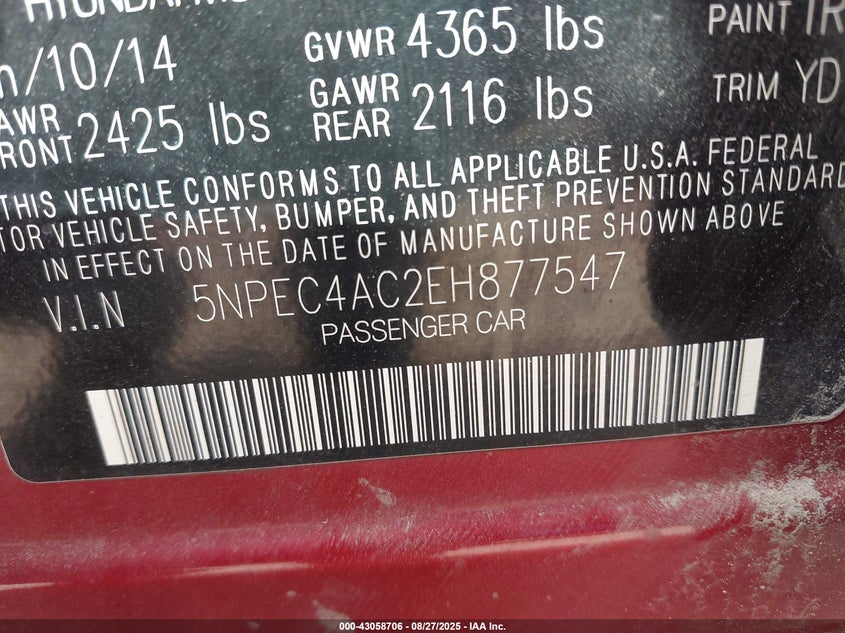 GVWR 4365 lbs PAINT
/10/14 GAWR REAR 2116 lbs TRIM YD
2425 lbs
THIS VEHICLE CONFORMS TO ALL APPLICABLE U.S.A. FEDERAL
TOR VEHICLE SAFETY, BUMPER, AND THEFT PREVENTION STANDARD
IN EFFECT ON THE DATE OF MANUFACTURE SHOWN ABOVE
V.I.N 5NPEC4AC2EH877547
PASSENGER CAR
000-43058706 - 08/27/2025 - IAA Inc.